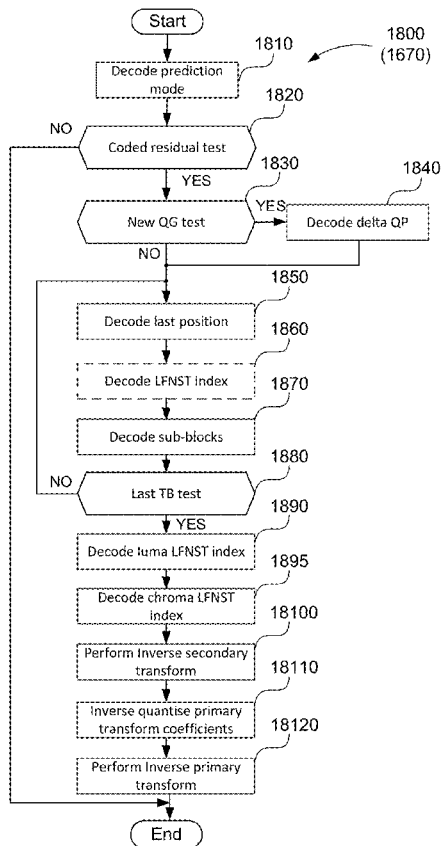 Start
1810
1800
(1670)
Decode prediction
mode
1820
NO
Coded residual test
1830
YES
1840
New QG test
YES
Decode delta QP
NO
1850
Decode last position
1860
Decode LFNST index
1870
Decode sub-blocks
1880
NO
Last TB test
1890
YES
Decode luma LFNST index
1895
Decode chroma LFNST
index
18100
Perform Inverse secondary
transform
18110
Inverse quantise primary
transform coefficients
18120
Perform Inverse primary
transform
End